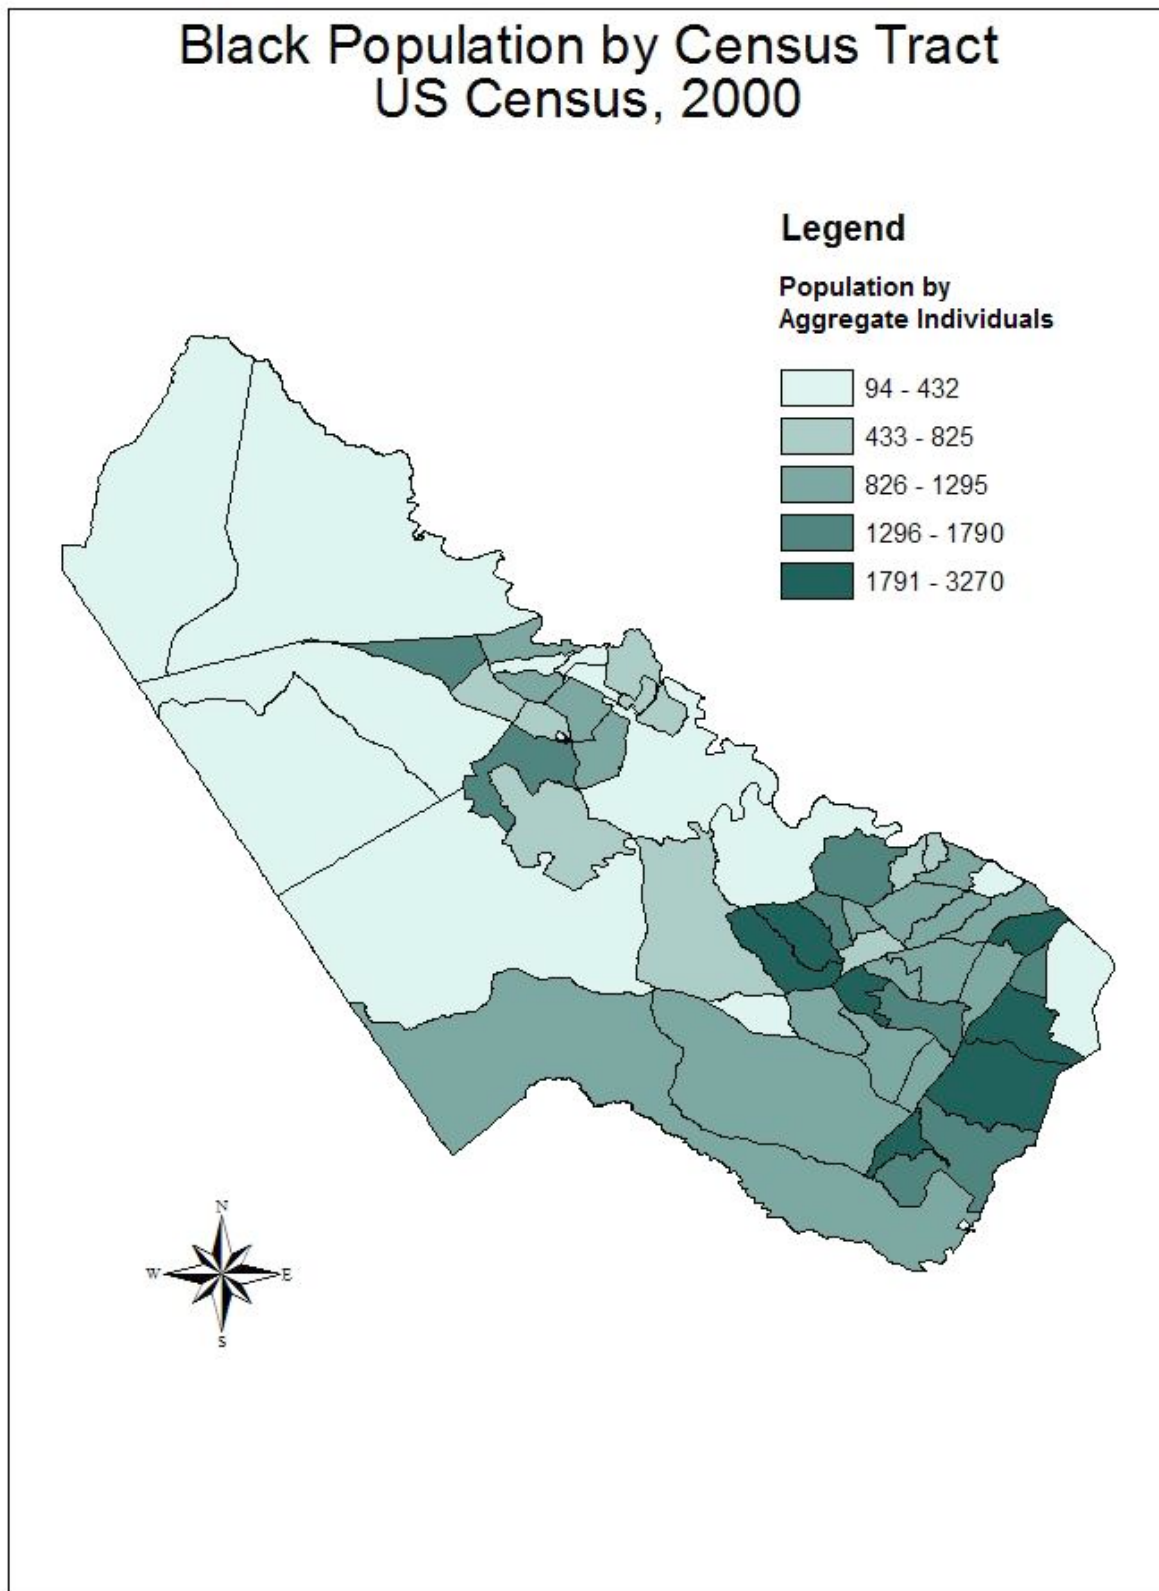 Black Population by Census Tract
US Census, 2000
Legend
Population by
Aggregate Individuals
94 - 432
433 - 825
826 - 1295
1296 - 1790
1791 - 3270
N
W
E
S